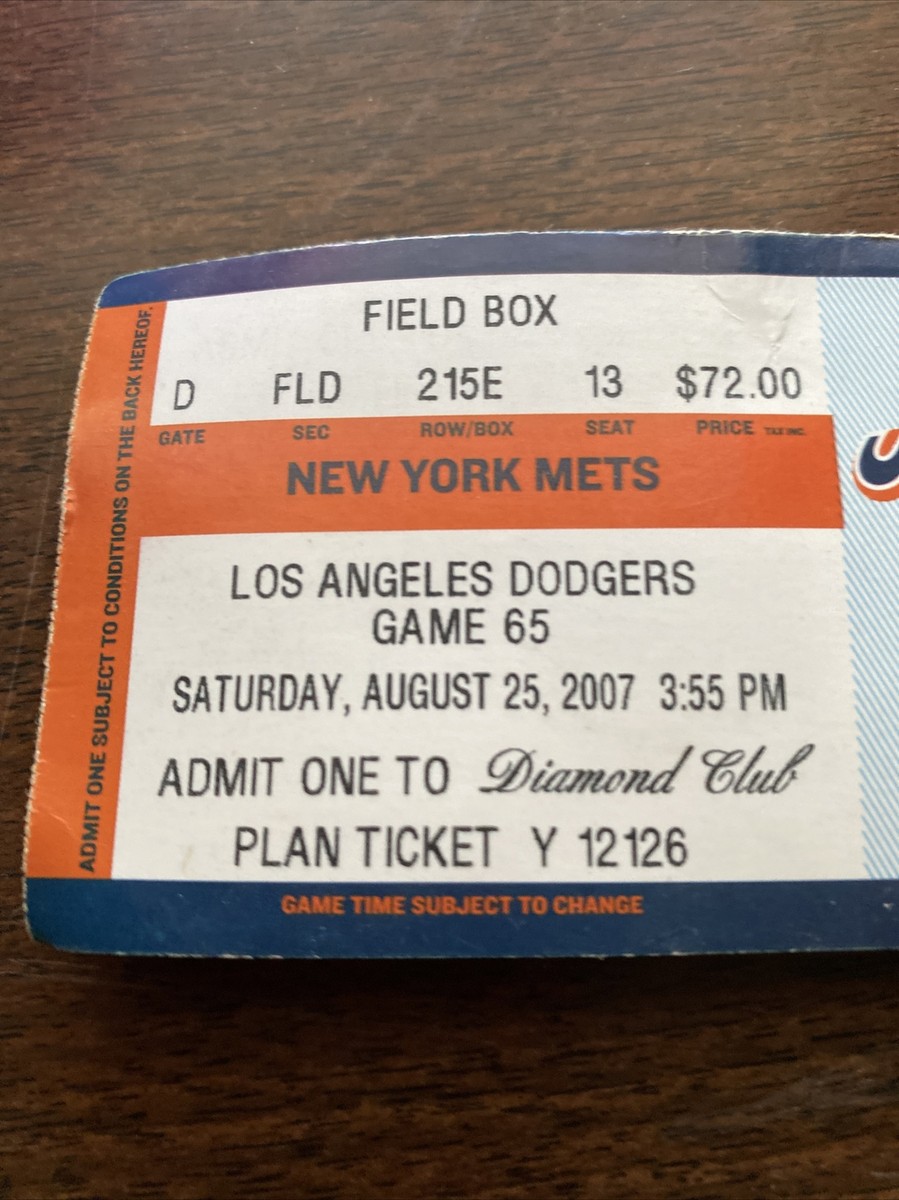 FIELD BOX
D FLD 215E 13 $72.00
GATE SEC ROW/BOX SEAT PRICE TAX INC.
NEW YORK METS
LOS ANGELES DODGERS
GAME 65
SATURDAY, AUGUST 25, 2007 3:55 PM
ADMIT ONE TO Diamond Club
PLAN TICKET Y 12126
GAME TIME SUBJECT TO CHANGE
ADMIT ONE SUBJECT TO CONDITIONS ON THE BACK HEREOF.